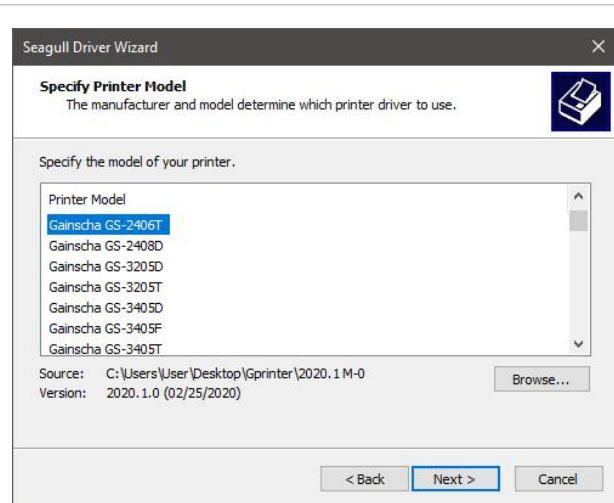 Seagull Driver Wizard
Specify Printer Model
The manufacturer and model determine which printer driver to use.
Specify the model of your printer.
Printer Model
Gainscha GS-2406T
Gainscha GS-2408D
Gainscha GS-3205D
Gainscha GS-3205T
Gainscha GS-3405D
Gainscha GS-3405F
Gainscha GS-3405T
Source: C:\Users\User\Desktop\Gprinter\2020.1 M-0
Browse...
Version: 2020.1.0 (02/25/2020)
< Back Next > Cancel